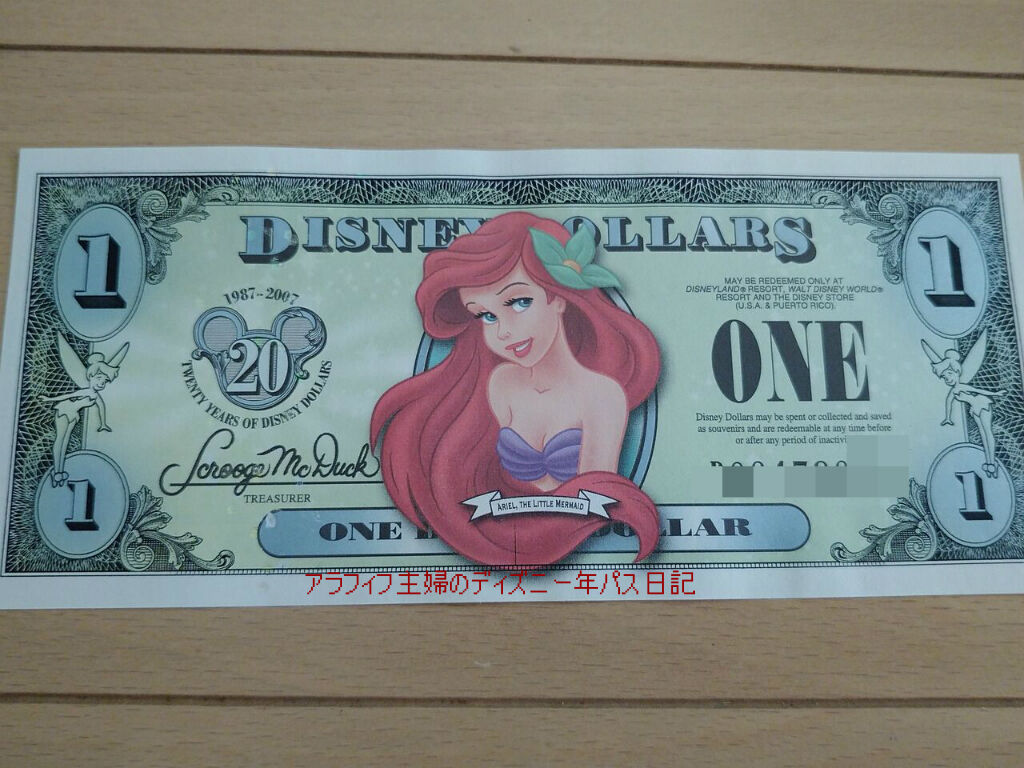 1
DISNEY DOLLARS
1
1987-2007
20
TWENTY YEARS OF DISNEY DOLLARS
MAY BE REDEEMED ONLY AT
DISNEYLAND® RESORT, WALT DISNEY WORLD®
RESORT AND THE DISNEY STORE
(U.S.A. & PUERTO RICO).
ONE
Disney Dollars may be spent or collected and saved
as souvenirs and are redeemable at any time before
or after any period of
Scrooge McDuck
TREASURER
ARIEL, THE LITTLE MERMAID
1
ONE DOLLAR
1
アラフィフ主婦のディズニー年パス日記